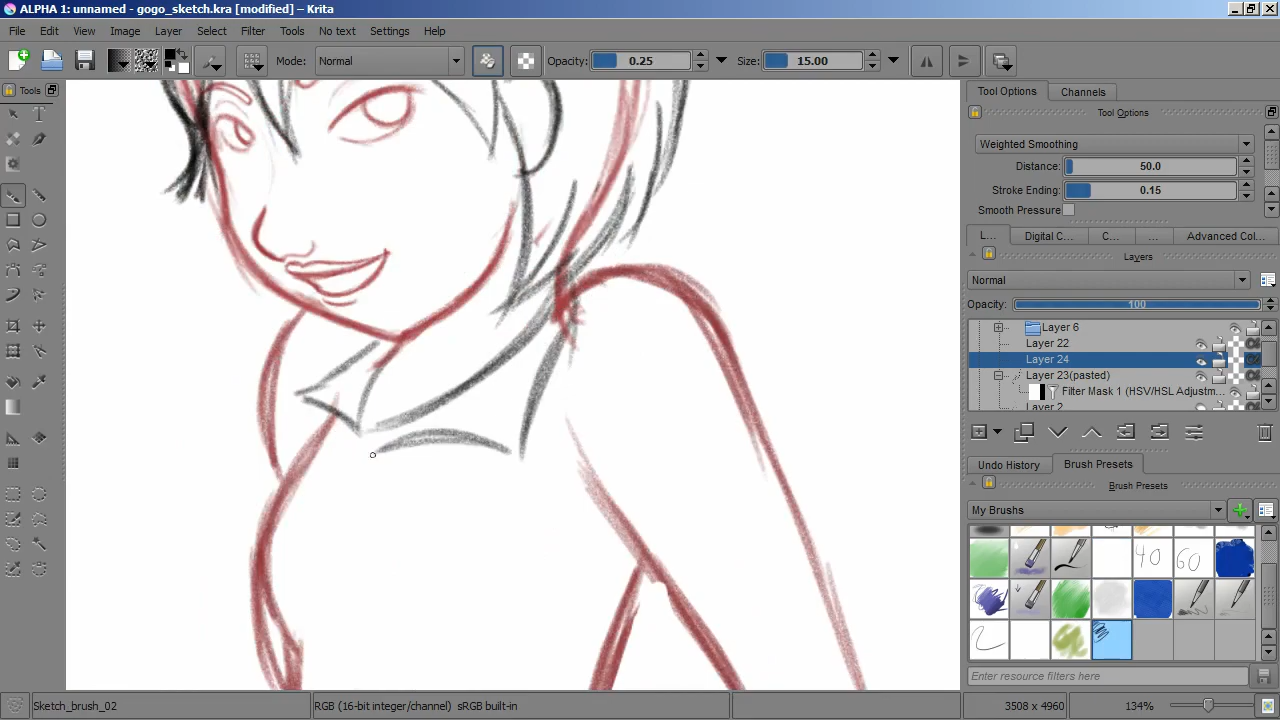 ALPHA 1: unnamed - gogo_sketch.kra [modified] – Krita
File Edit View Image Layer Select Filter Tools No text Settings Help
Mode: Normal Opacity: 0.25 Size: 15.00
Tools
Tool Options Channels
Tool Options
Weighted Smoothing
Distance: 50.0
Stroke Ending: 0.15
Smooth Pressure
L... Digital C... C... ... Advanced Col...
Layers
Normal
Opacity: 100
Layer 6
Layer 22
Layer 24
Layer 23(pasted)
Filter Mask 1 (HSV/HSL Adjustm...
Layer 2
Undo History Brush Presets
Brush Presets
My Brushes
40 60
Enter resource filters here
Sketch_brush_02 RGB (16-bit integer/channel) sRGB built-in 3508 x 4960 134%